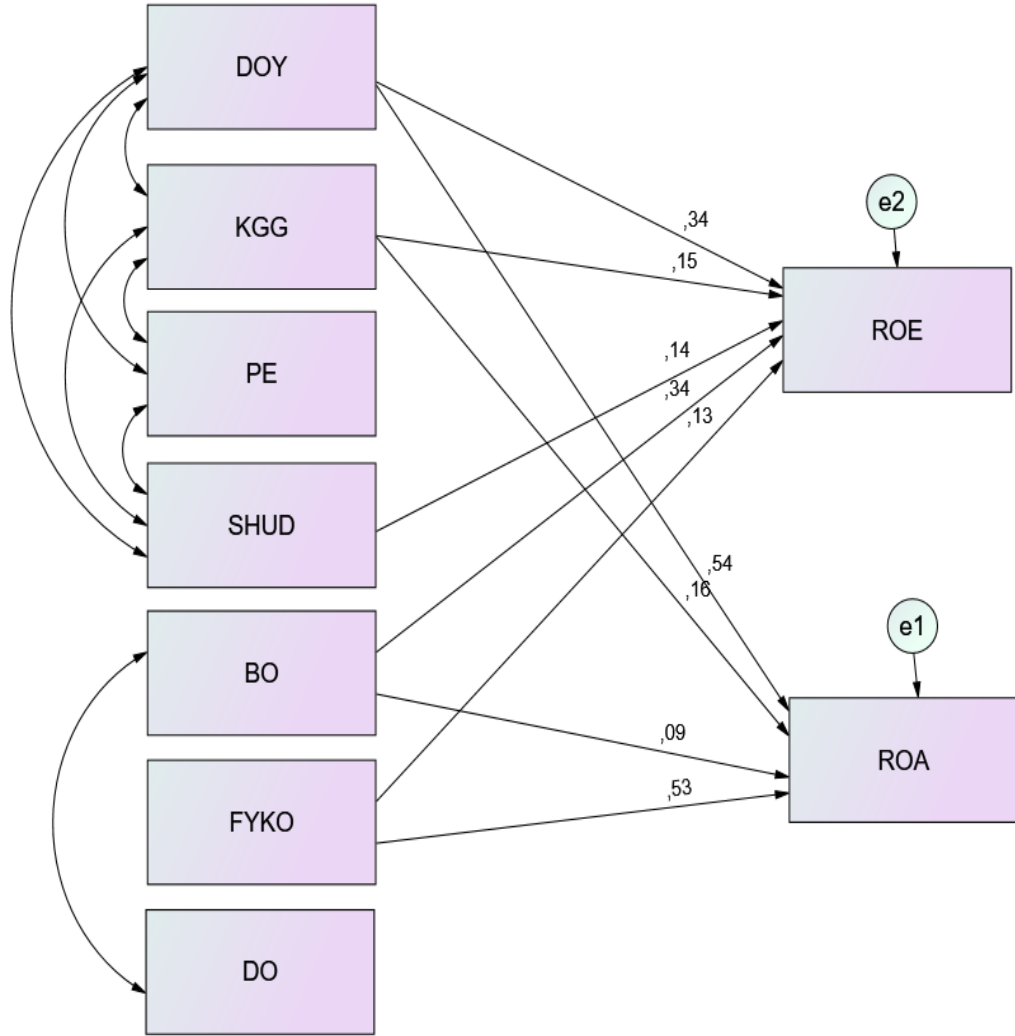 DOY
KGG
PE
SHUD
BO
FYKO
DO
,34
,15
,14
,34
,13
,54
,16
,09
,53
e2
ROE
e1
ROA